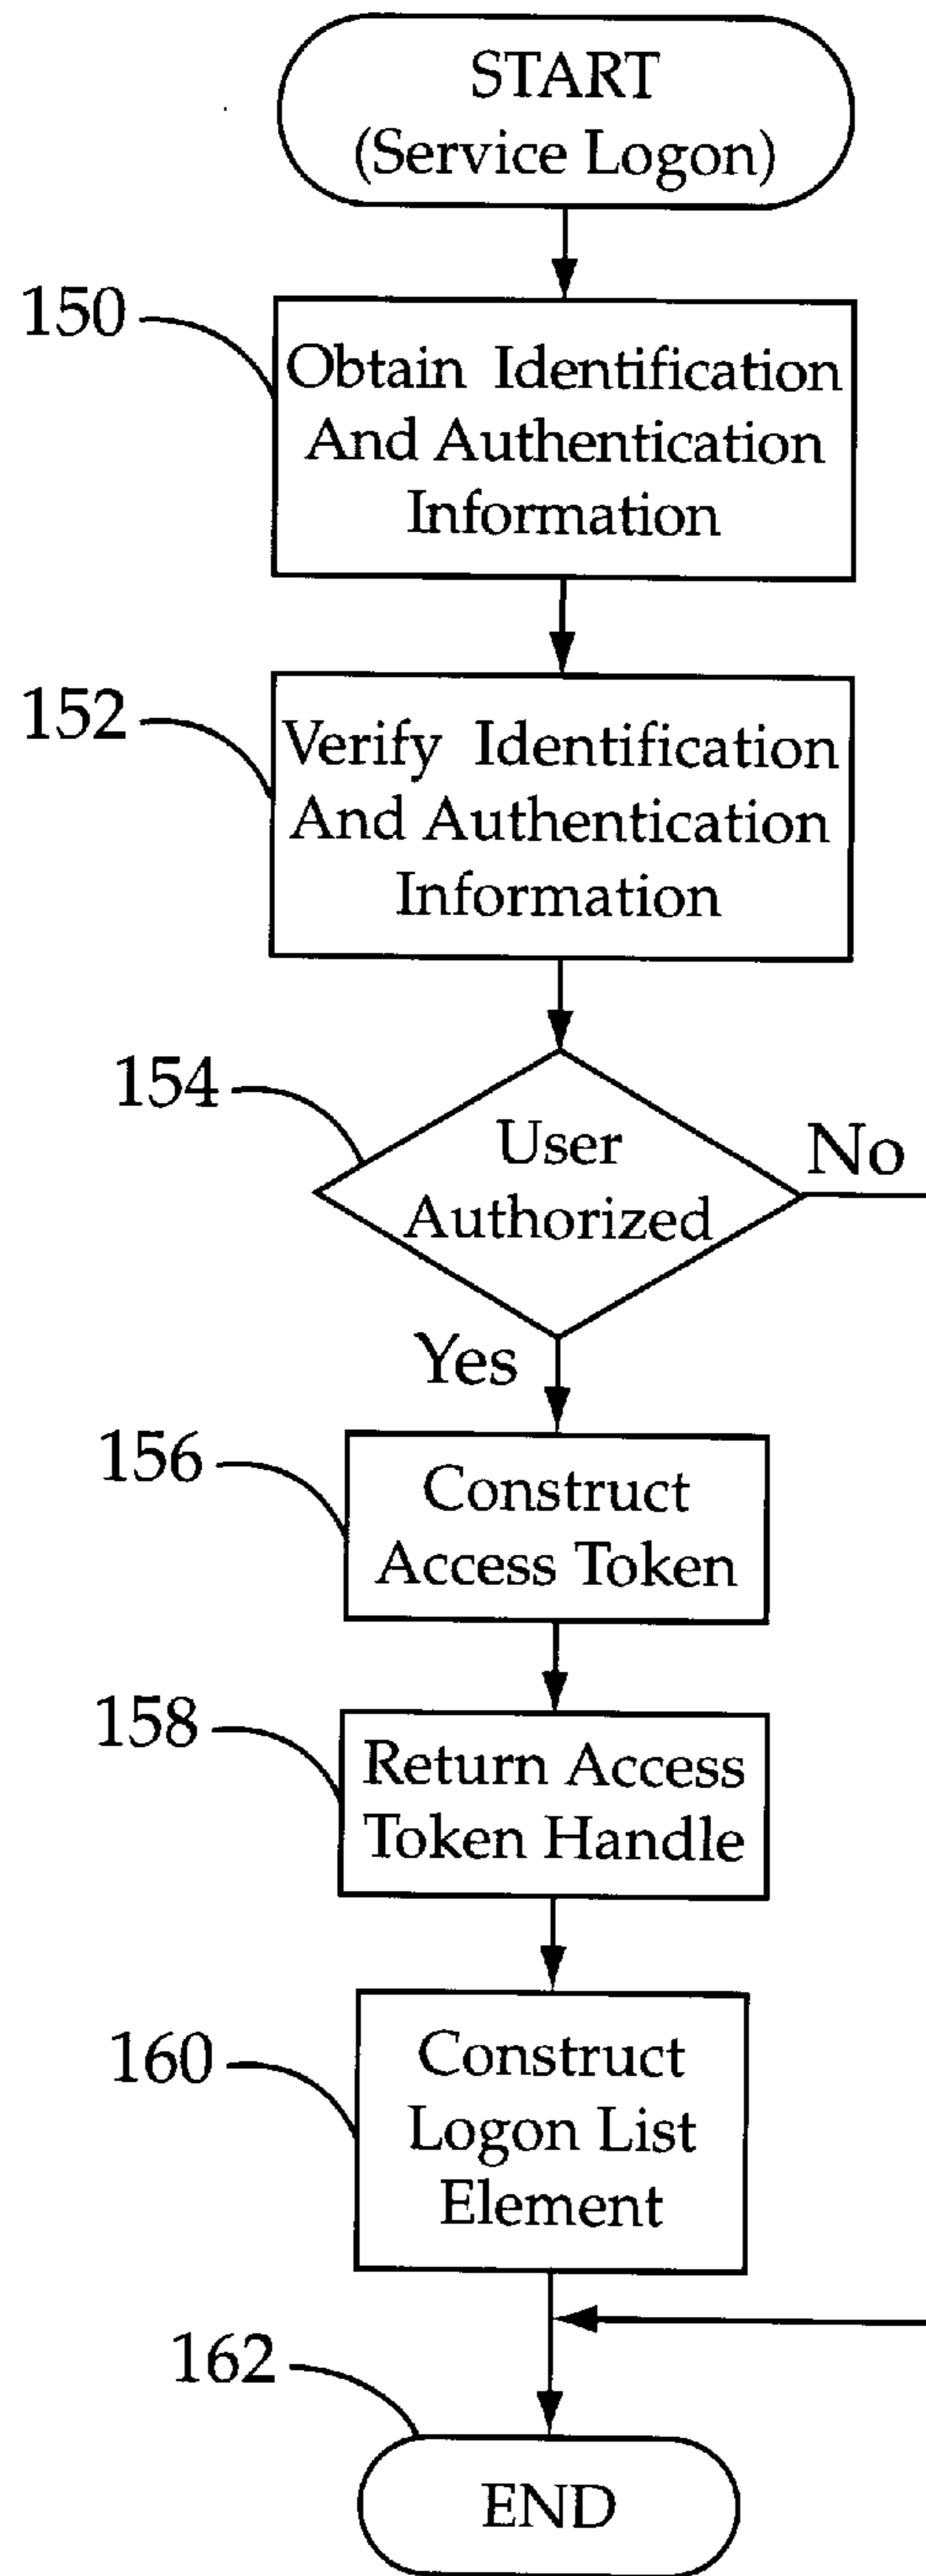 START
(Service Logon)
150
Obtain Identification
And Authentication
Information
152
Verify Identification
And Authentication
Information
154
User
Authorized
No
Yes
156
Construct
Access Token
158
Return Access
Token Handle
160
Construct
Logon List
Element
162
END